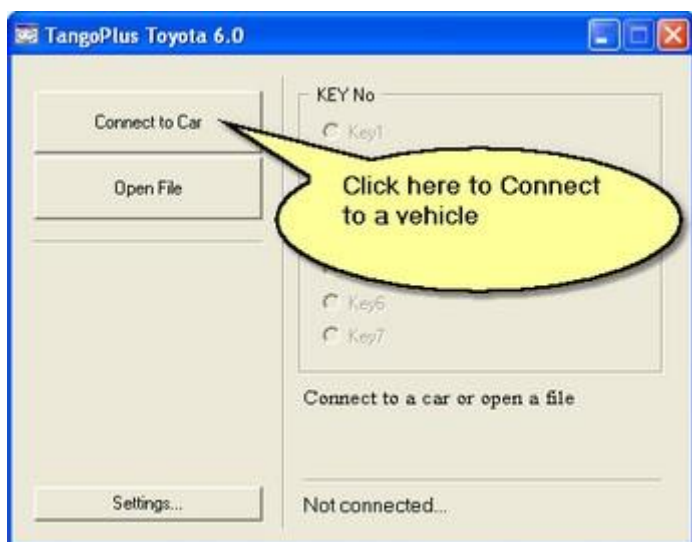 TangoPlus Toyota 6.0
Connect to Car
Open File
Settings...
KEY No
Key1
Click here to Connect
to a vehicle
Key6
Key7
Connect to a car or open a file
Not connected...